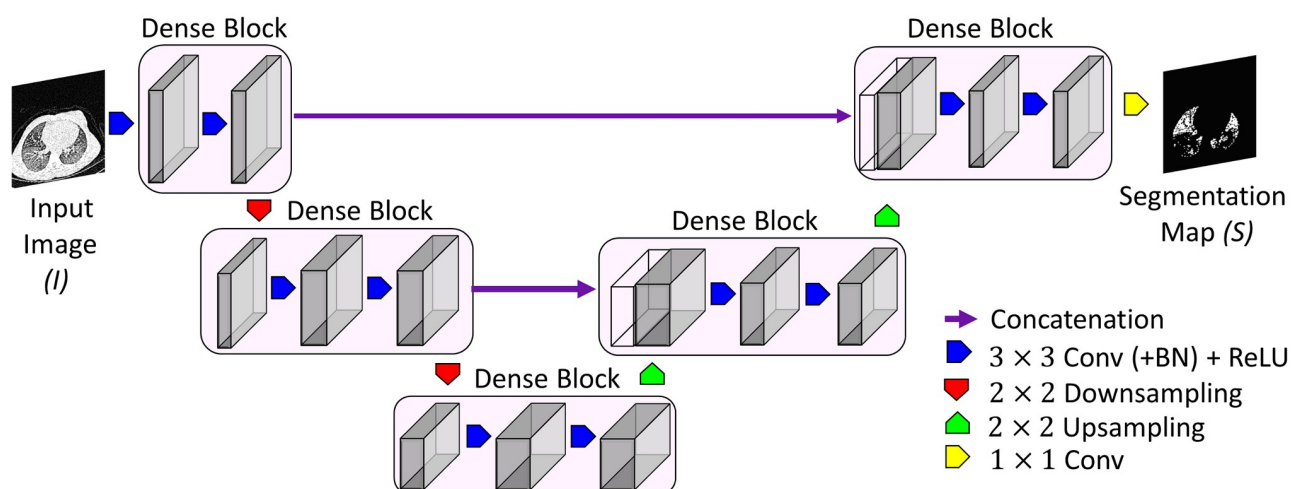 Dense Block
Dense Block
Input
Image
(I)
Segmentation
Map (S)
Dense Block
Dense Block
Dense Block
Concatenation
3 × 3 Conv (+BN) + ReLU
2 × 2 Downsampling
2 × 2 Upsampling
1 × 1 Conv